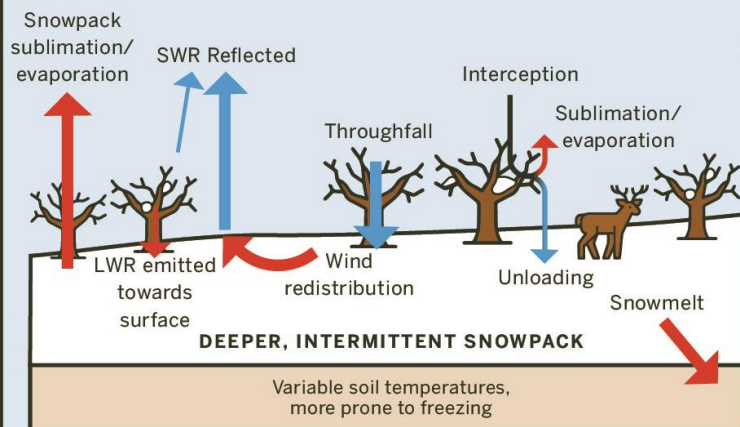 Snowpack
sublimation/
evaporation
SWR Reflected
Throughfall
Interception
Sublimation/
evaporation
LWR emitted
towards
surface
Wind
redistribution
Unloading
Snowmelt
DEEPER, INTERMITTENT SNOWPACK
Variable soil temperatures,
more prone to freezing